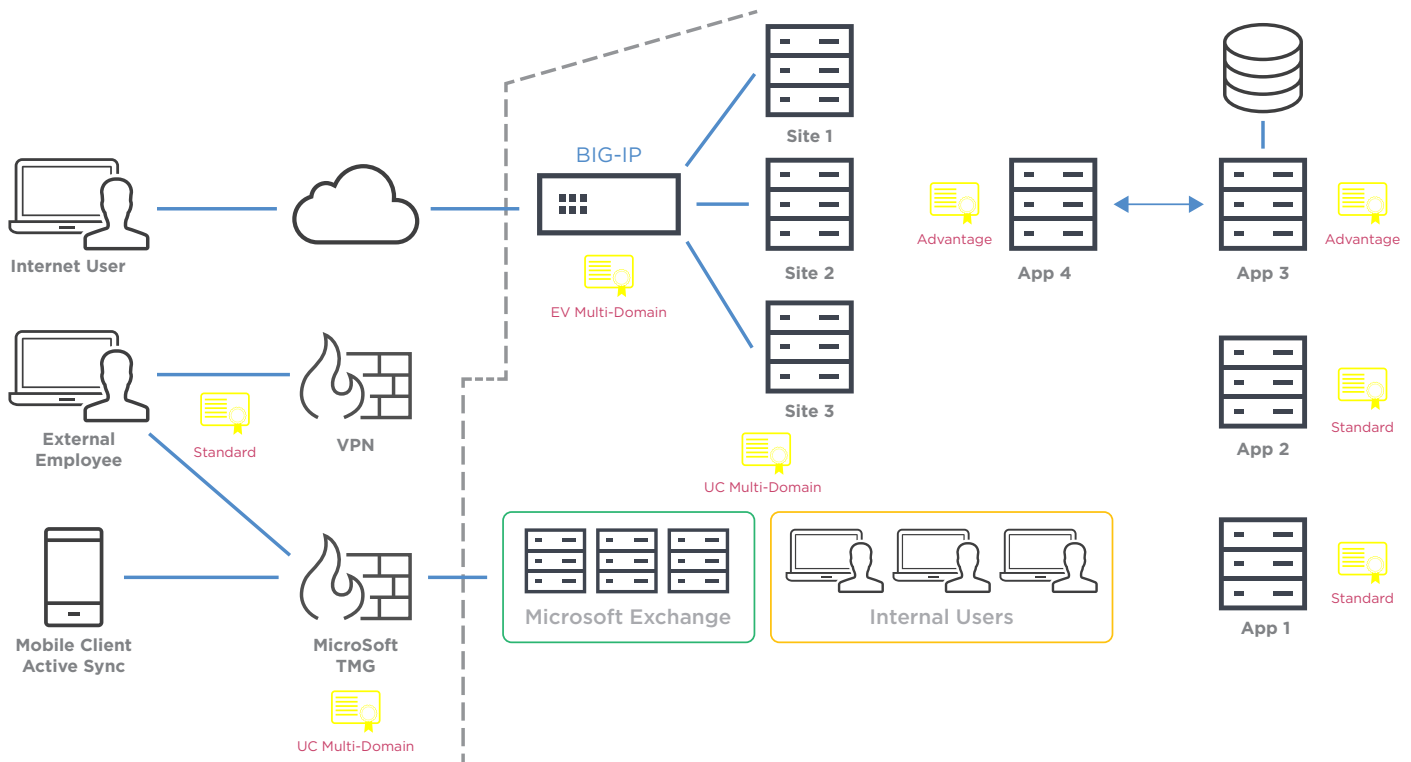 Site 1
BIG-IP
Internet User
Site 2
Advantage
App 4
App 3
Advantage
EV Multi-Domain
Site 3
External
Employee
Standard
VPN
App 2
Standard
UC Multi-Domain
Microsoft Exchange
Internal Users
App 1
Standard
Mobile Client
Active Sync
MicroSoft
TMG
UC Multi-Domain